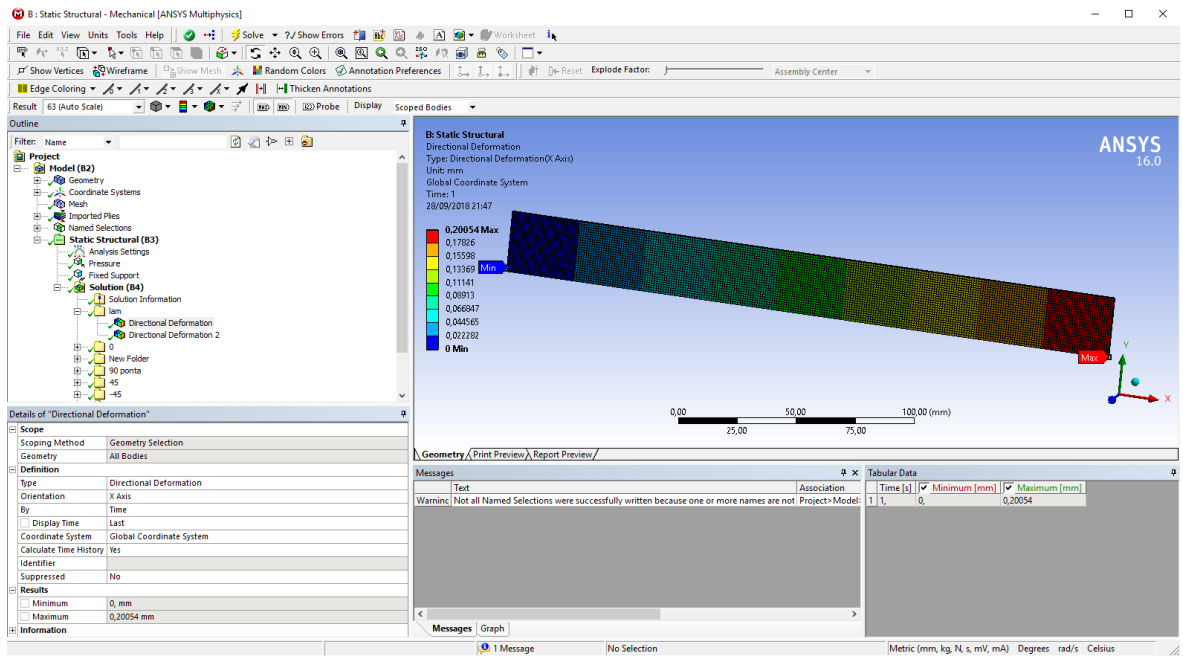 B : Static Structural - Mechanical [ANSYS Multiphysics]
File Edit View Units Tools Help Solve ?/ Show Errors Worksheet
Show Vertices Wireframe Show Mesh Random Colors Annotation Preferences Reset Explode Factor: Assembly Center
Edge Coloring Thicken Annotations
Result 63 (Auto Scale) Probe Display Scoped Bodies
Outline
Filter: Name
Project
Model (B2)
Geometry
Coordinate Systems
Mesh
Imported Plies
Named Selections
Static Structural (B3)
Analysis Settings
Pressure
Fixed Support
Solution (B4)
Solution Information
lam
Directional Deformation
Directional Deformation 2
0
New Folder
90 ponta
45
-45
Details of "Directional Deformation"
Scope
Scoping Method Geometry Selection
Geometry All Bodies
Definition
Type Directional Deformation
Orientation X Axis
By Time
Display Time Last
Coordinate System Global Coordinate System
Calculate Time History Yes
Identifier
Suppressed No
Results
Minimum 0, mm
Maximum 0,20054 mm
Information
B: Static Structural
Directional Deformation
Type: Directional Deformation(X Axis)
Unit: mm
Global Coordinate System
Time: 1
28/09/2018 21:47
0,20054 Max
0,17826
0,15598
0,13369
0,11141
0,08913
0,066847
0,044565
0,022282
0 Min
Min
Max
ANSYS
16.0
Y
X
0,00 50,00 100,00 (mm)
25,00 75,00
Geometry Print Preview Report Preview
Messages
Text Association
Warning Not all Named Selections were successfully written because one or more names are not Project>Model>
Messages Graph
Tabular Data
Time [s] Minimum [mm] Maximum [mm]
1 1, 0, 0,20054
1 Message No Selection Metric (mm, kg, N, s, mV, mA) Degrees rad/s Celsius